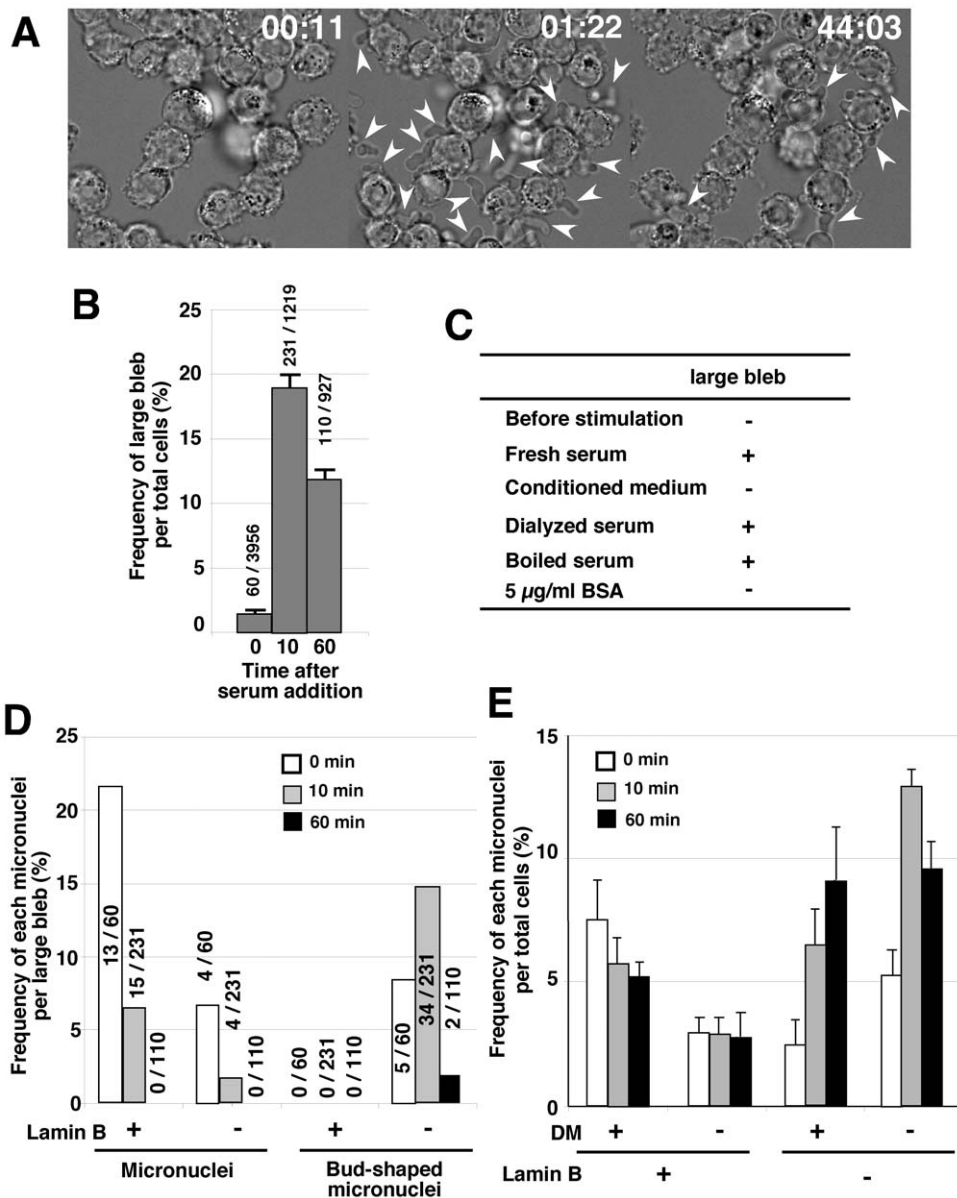 A
00:11
01:22
44:03
B
Frequency of large bleb
per total cells (%)
25
20
15
10
5
0
60 / 3956
231 / 1219
110 / 927
0 10 60
Time after
serum addition
C
large bleb
Before stimulation -
Fresh serum +
Conditioned medium -
Dialyzed serum +
Boiled serum +
5 µg/ml BSA -
D
Frequency of each micronuclei
per large bleb (%)
25
20
15
10
5
0
0 min
10 min
60 min
13 / 60
15 / 231
0 / 110
4 / 60
4 / 231
0 / 110
0 / 60
0 / 231
0 / 110
5 / 60
34 / 231
2 / 110
Lamin B + - + -
Micronuclei
Bud-shaped
micronuclei
E
Frequency of each micronuclei
per total cells (%)
15
10
5
0
0 min
10 min
60 min
DM + - + -
Lamin B + -